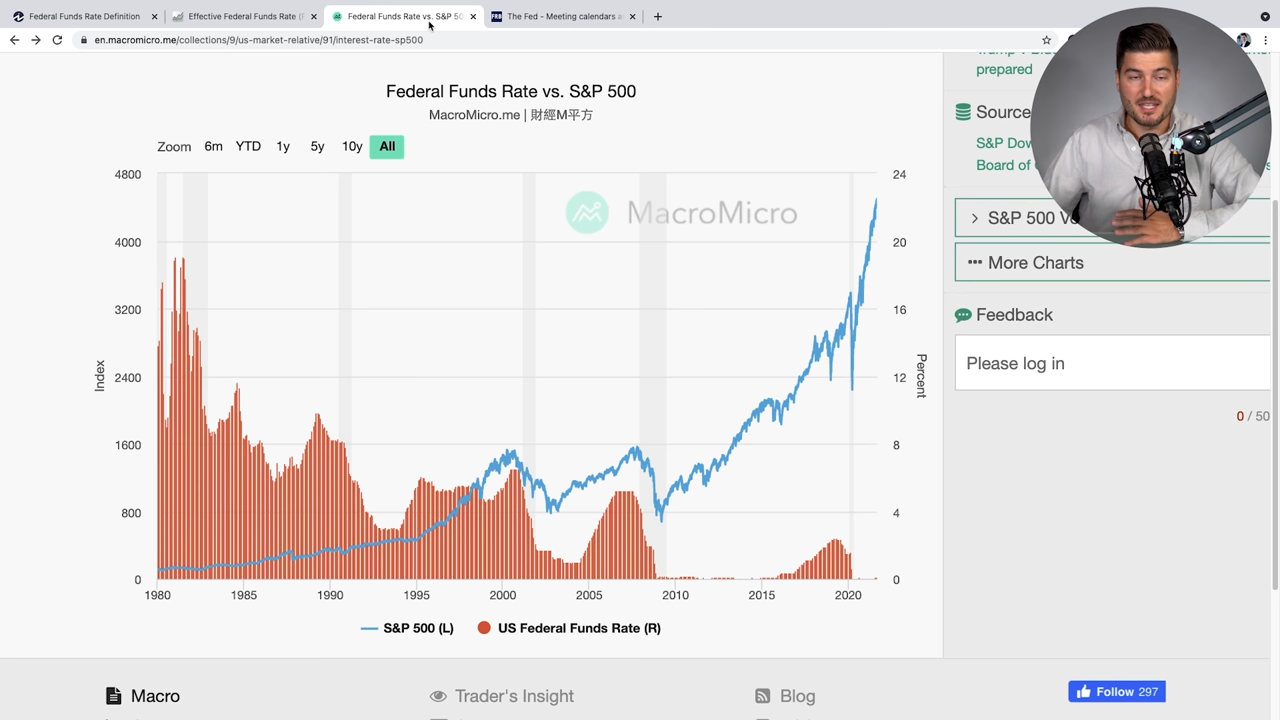 Federal Funds Rate Definition
Effective Federal Funds Rate (F
Federal Funds Rate vs. S&P 50
The Fed - Meeting calendars a
en.macromicro.me/collections/9/us-market-relative/91/interest-rate-sp500
prepared
Federal Funds Rate vs. S&P 500
MacroMicro.me | 財經M平方
Source
S&P Dow
Board of
Zoom 6m YTD 1y 5y 10y All
MacroMicro
4800 24
4000 20
3200 16
2400 12
1600 8
800 4
0 0
Index
Percent
1980 1985 1990 1995 2000 2005 2010 2015 2020
S&P 500 (L) US Federal Funds Rate (R)
> S&P 500 V
••• More Charts
Feedback
Please log in
0 / 50
Macro
Trader's Insight
Blog
Follow 297